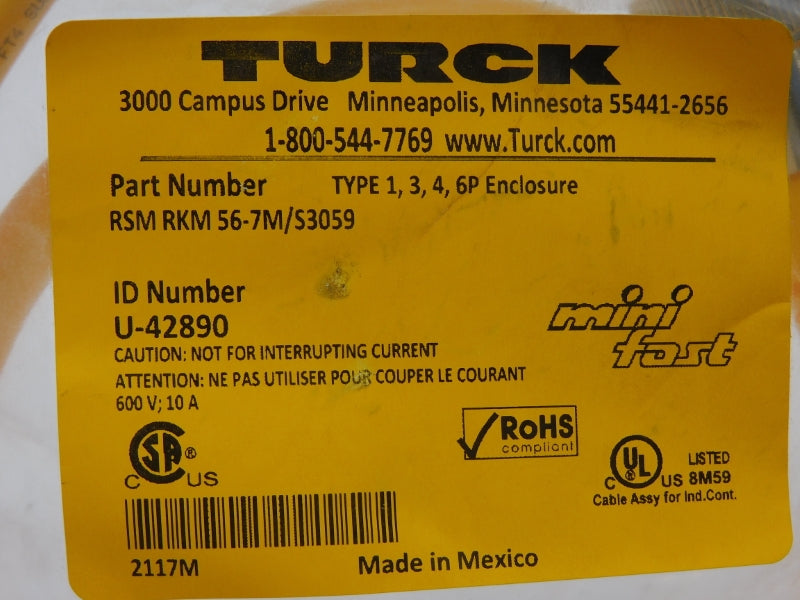 FT4
TURCK
3000 Campus Drive Minneapolis, Minnesota 55441-2656
1-800-544-7769 www.Turck.com
Part Number TYPE 1, 3, 4, 6P Enclosure
RSM RKM 56-7M/S3059
ID Number
U-42890
mini
fast
CAUTION: NOT FOR INTERRUPTING CURRENT
ATTENTION: NE PAS UTILISER POUR COUPER LE COURANT
600 V; 10 A
SA ®
C US
RoHS
compliant
UL ®
C US
LISTED
8M59
Cable Assy for Ind.Cont.
2117M
Made in Mexico